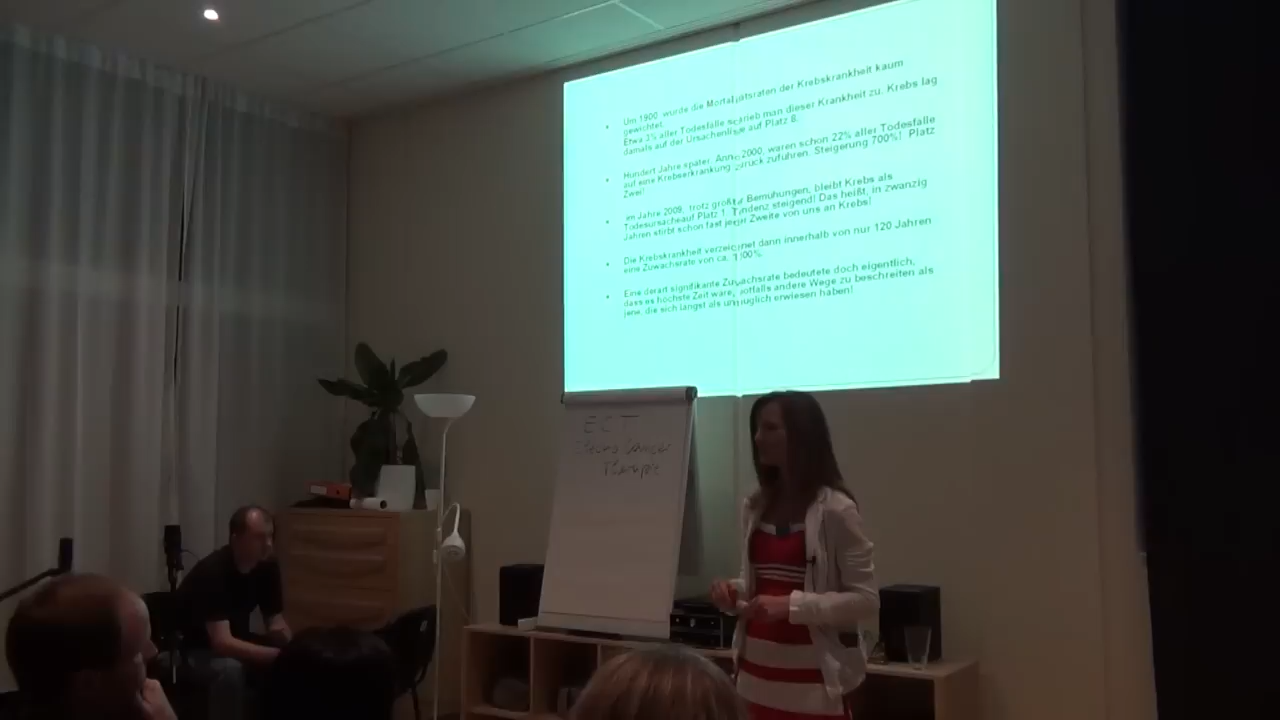 Um 1900, wurde die Mortalitätsraten der Krebskrankheit kaum
gewichtet.
Etwa 3% aller Todesfälle schrieb man dieser Krankheit zu. Krebs lag
damals auf der Ursachenliste auf Platz 8.
Hundert Jahre später, Anno 2000, waren schon 22% aller Todesfälle
auf eine Krebserkrankung zurück zuführen. Steigerung 700%! Platz
Zwei!
Im Jahre 2009, trotz größter Bemühungen, bleibt Krebs als
Todesursache auf Platz 1. Tendenz steigend! Das heißt, in zwanzig
Jahren stirbt schon fast jeder Zweite von uns an Krebs!
Die Krebskrankheit verzeichnet dann innerhalb von nur 120 Jahren
eine Zuwachsrate von ca.
Eine derart signifikante Zuwachsrate bedeutete doch eigentlich,
dass es höchste Zeit wäre, notfalls andere Wege zu beschreiten als
jene, die sich längst als untauglich erwiesen haben!
ECT
Therapie